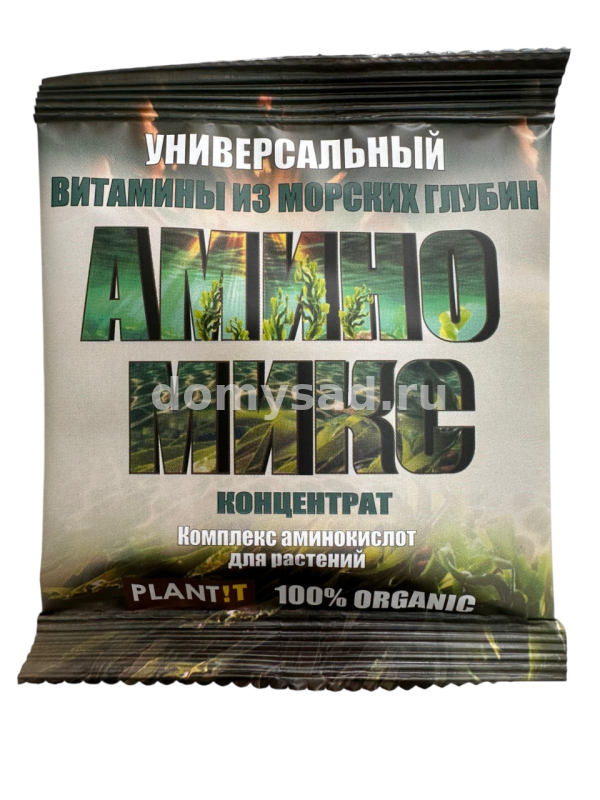 УНИВЕРСАЛЬНЫЙ
ВИТАМИНЫ ИЗ МОРСКИХ ГЛУБИН
АМИНО
МИКС
domysad.ru
КОНЦЕНТРАТ
Комплекс аминокислот
для растений
PLANT!T 100% ORGANIC